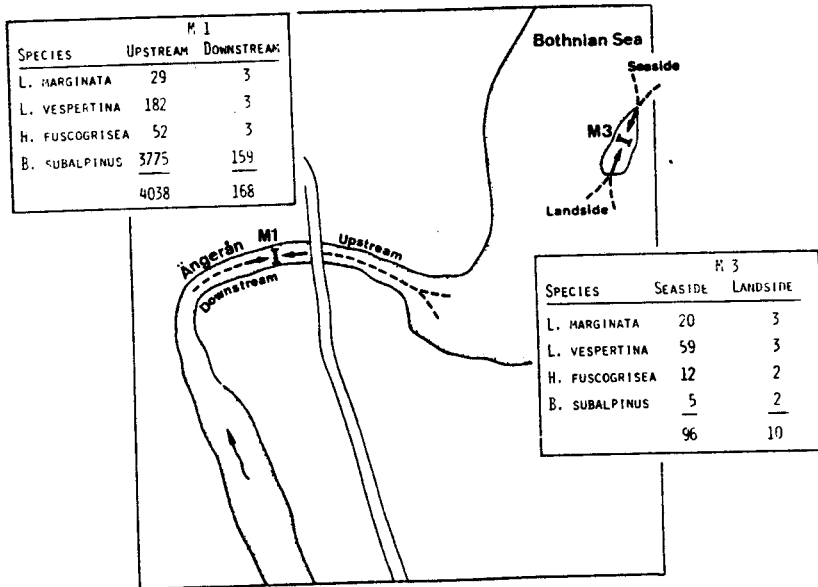 M 1
SPECIES UPSTREAM DOWNSTREAM
L. MARGINATA 29 3
L. VESPERTINA 182 3
H. FUSCOGRISEA 52 3
B. SUBALPINUS 3775 159
4038 168
Bothnian Sea
Seaside
M3
Landside
Ängerån
M1
Upstream
Downstream
M 3
SPECIES SEASIDE LANDSIDE
L. MARGINATA 20 3
L. VESPERTINA 59 3
H. FUSCOGRISEA 12 2
B. SUBALPINUS 5 2
96 10